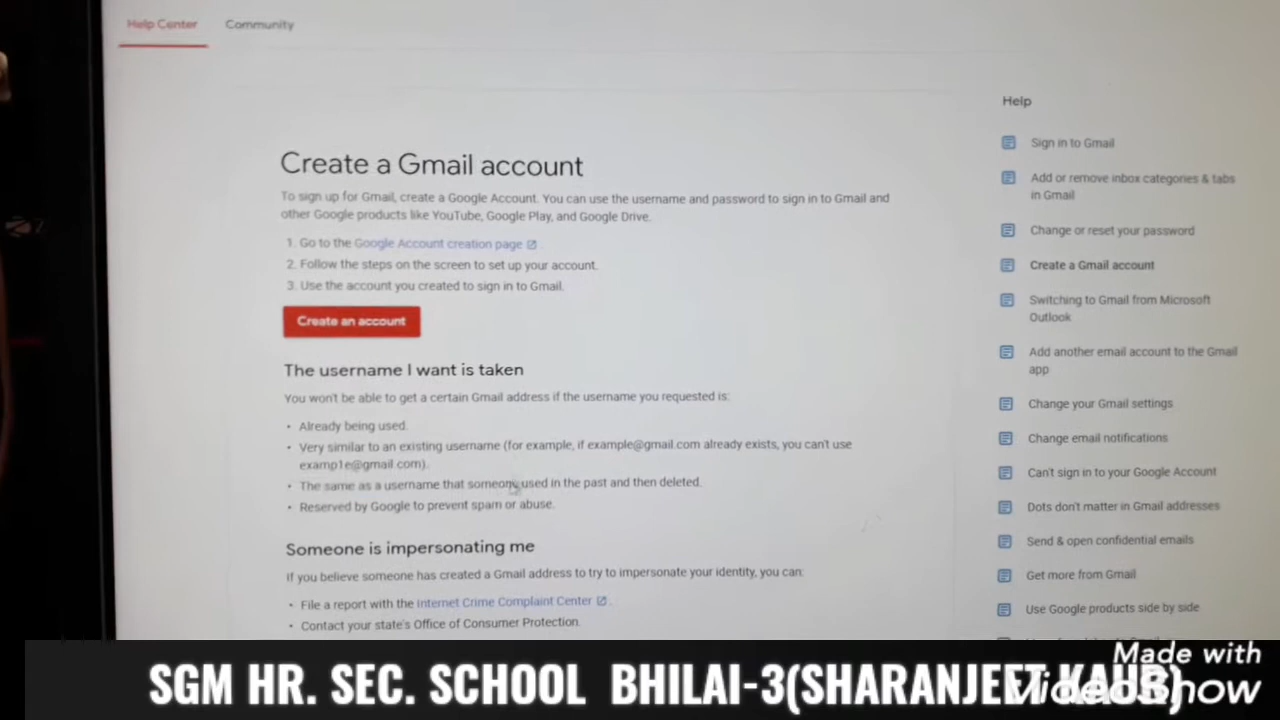 Help Center
Community
Create a Gmail account
To sign up for Gmail, create a Google Account. You can use the username and password to sign in to Gmail and
other Google products like YouTube, Google Play, and Google Drive.
1. Go to the Google Account creation page.
2. Follow the steps on the screen to set up your account.
3. Use the account you created to sign in to Gmail.
Create an account
The username I want is taken
You won't be able to get a certain Gmail address if the username you requested is:
• Already being used.
• Very similar to an existing username (for example, if example@gmail.com already exists, you can't use
examp1e@gmail.com).
• The same as a username that someone used in the past and then deleted.
• Reserved by Google to prevent spam or abuse.
Someone is impersonating me
If you believe someone has created a Gmail address to try to impersonate your identity, you can:
• File a report with the Internet Crime Complaint Center.
• Contact your state's Office of Consumer Protection.
Help
Sign in to Gmail
Add or remove inbox categories & tabs
in Gmail
Change or reset your password
Create a Gmail account
Switching to Gmail from Microsoft
Outlook
Add another email account to the Gmail
app
Change your Gmail settings
Change email notifications
Can't sign in to your Google Account
Dots don't matter in Gmail addresses
Send & open confidential emails
Get more from Gmail
Use Google products side by side
SGM HR. SEC. SCHOOL BHILAI-3(SHARANJEET KAUR)
Made with
VideoShow